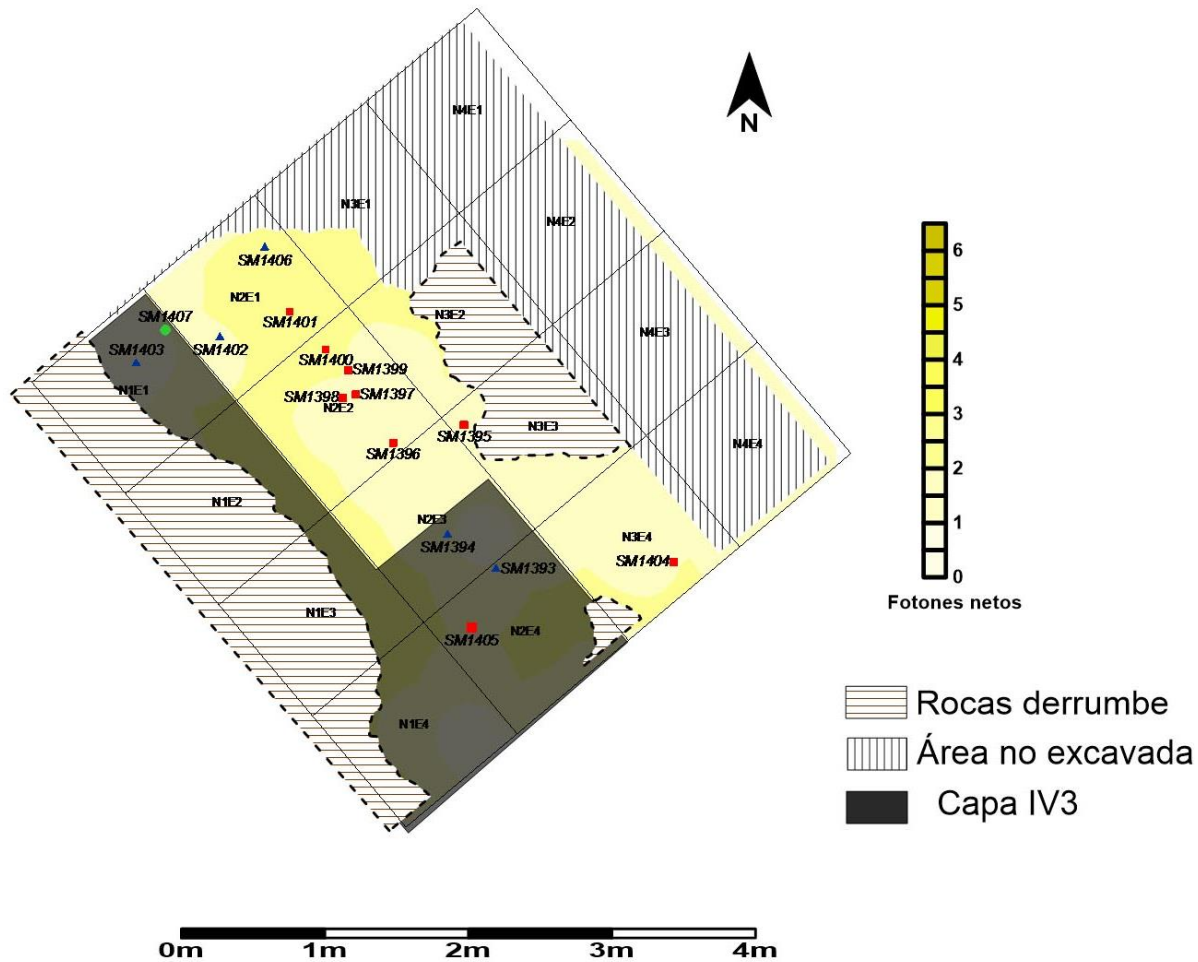 N4E1
N
N3E1
N4E2
SM1406
N2E1
SM1401
SM1407
N3E2
N4E3
SM1403
SM1402
SM1400
SM1399
N1E1
SM1398
SM1397
N2E2
N3E3
SM1395
N4E4
SM1396
N1E2
N2E3
SM1394
N3E4
SM1404
SM1393
N1E3
SM1405
N2E4
N1E4
6
5
4
3
2
1
0
Fotones netos
Rocas derrumbe
Área no excavada
Capa IV3
0m 1m 2m 3m 4m